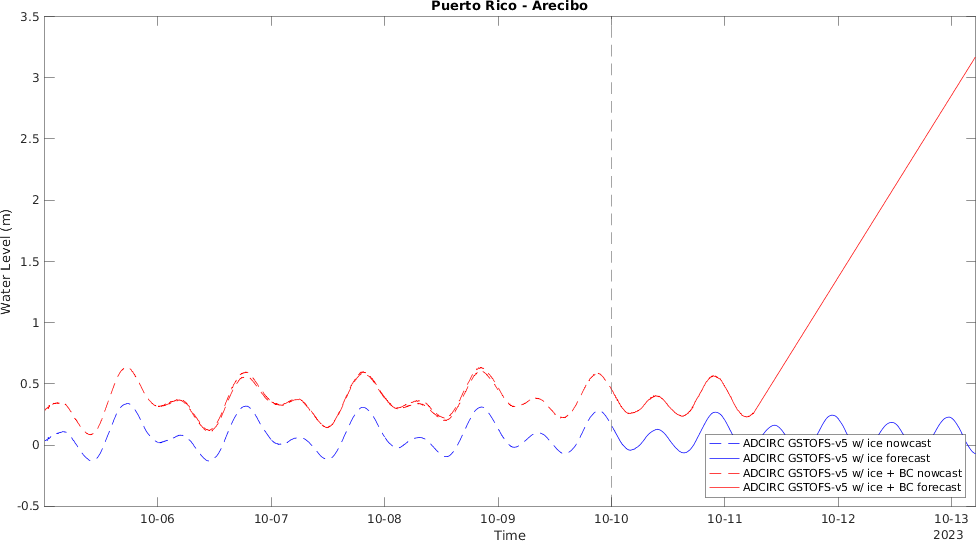 Puerto Rico - Arecibo
3.5
3
2.5
2
1.5
1
0.5
0
-0.5
Water Level (m)
10-06 10-07 10-08 10-09 10-10 10-11 10-12 10-13
Time
2023
ADCIRC GSTOFS-v5 w/ ice nowcast
ADCIRC GSTOFS-v5 w/ ice forecast
ADCIRC GSTOFS-v5 w/ ice + BC nowcast
ADCIRC GSTOFS-v5 w/ ice + BC forecast